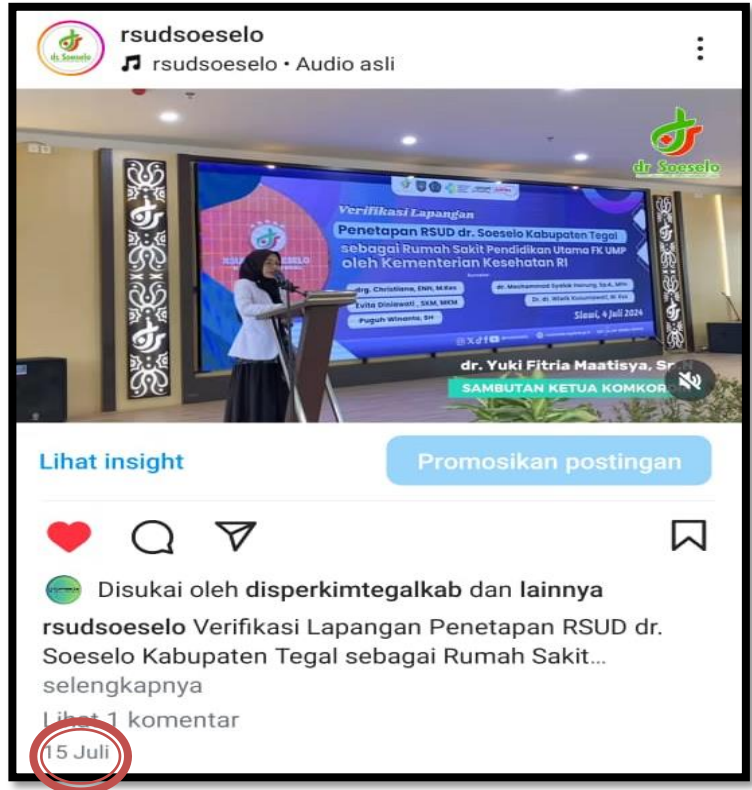 rsudsoeselo
rsudsoeselo • Audio asli
dr Soeselo
Verifikasi Lapangan
Penetapan RSUD dr. Soeselo Kabupaten Tegal
sebagai Rumah Sakit Pendidikan Utama FK UMP
oleh Kementerian Kesehatan RI
drg. Christiana, ENH, M.Kes
Evita Diniawati , SKM, MKM
Puguh Winanto, SH
Slawi, 4 Juli 2024
dr. Yuki Fitria Maatisya,
SAMBUTAN KETUA
Lihat insight
Promosikan postingan
Disukai oleh disperkimtegalkab dan lainnya
rsudsoeselo Verifikasi Lapangan Penetapan RSUD dr.
Soeselo Kabupaten Tegal sebagai Rumah Sakit...
selengkapnya
Lihat 1 komentar
15 Juli